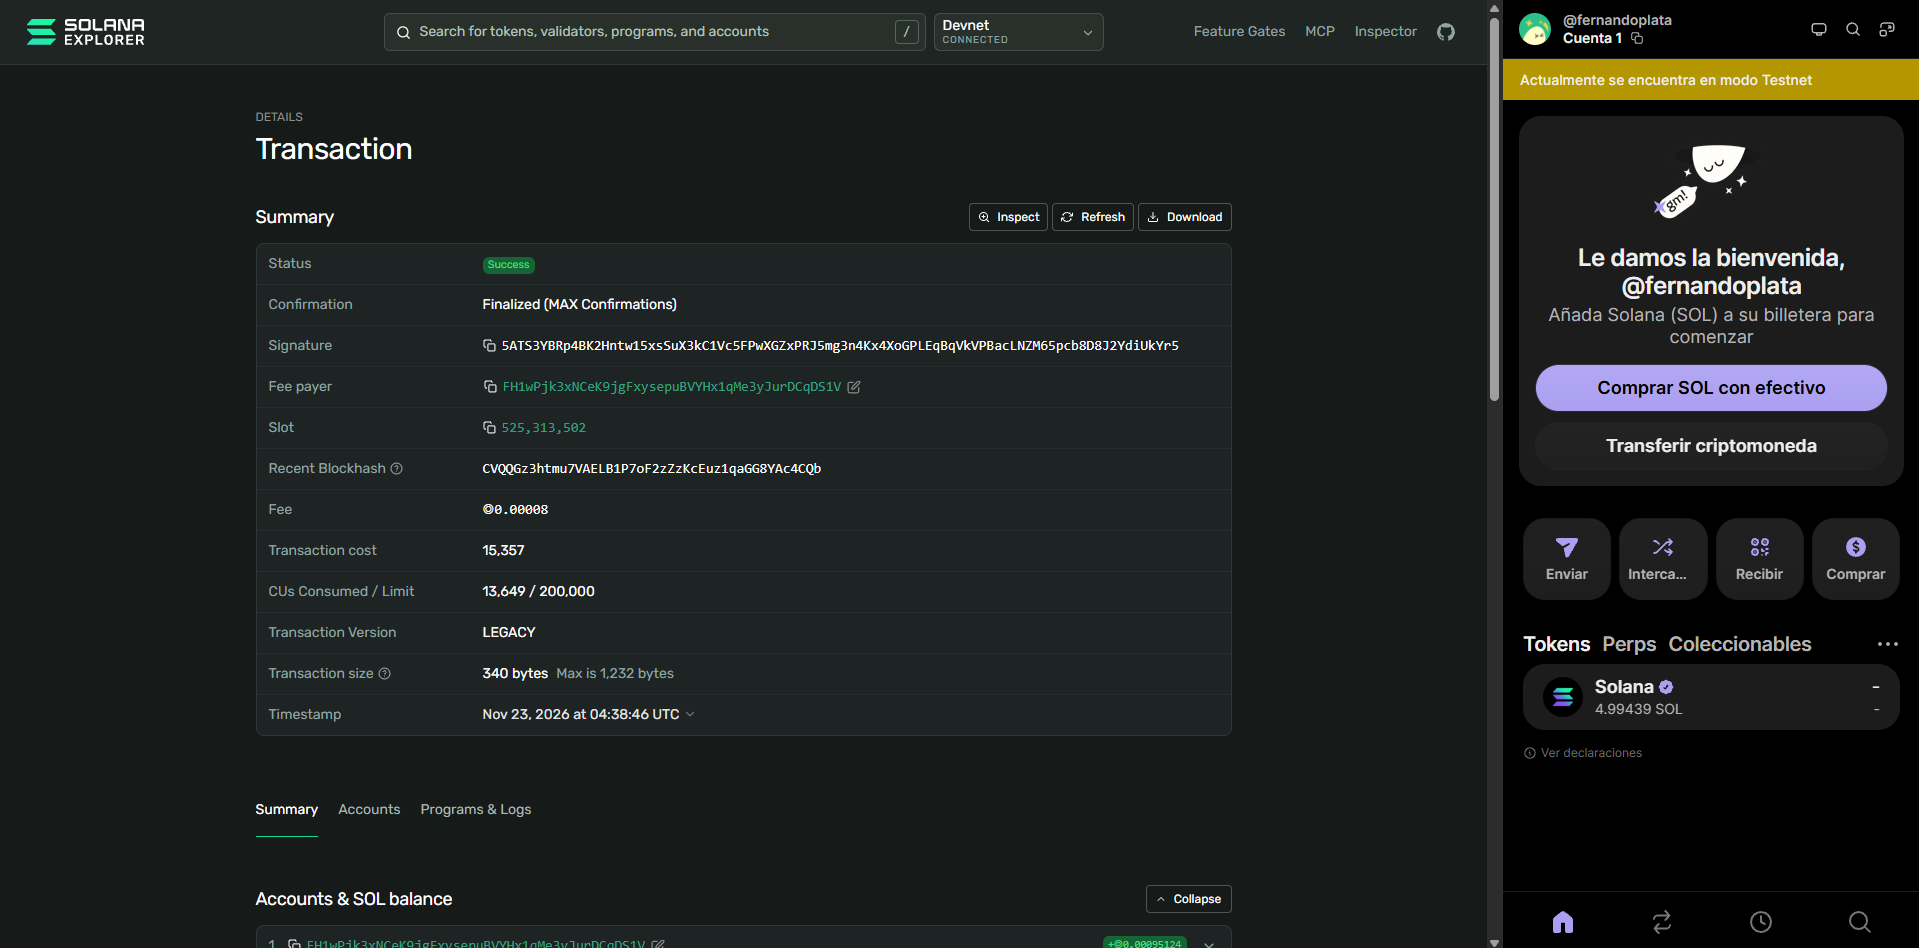 SOLANA
EXPLORER
Search for tokens, validators, programs, and accounts
/
Devnet
CONNECTED
Feature Gates
MCP
Inspector
DETAILS
Transaction
Summary
Inspect
Refresh
Download
Status
Success
Confirmation
Finalized (MAX Confirmations)
Signature
5ATS3YBRp4BK2Hntw15xsSuX3kC1Vc5FPwXGZxPRJ5mg3n4Kx4XoGPLEqBqVkVPBacLNZM65pcb8D8J2YdiUkYr5
Fee payer
FH1wPjk3xNCeK9jgFxysepuBVYHx1qMe3yJurDCqDS1V
Slot
525,313,502
Recent Blockhash
CVQQGz3htmu7VAELB1P7oF2zZzKcEuz1qaGG8YAc4CQb
Fee
◎0.00008
Transaction cost
15,357
CUs Consumed / Limit
13,649 / 200,000
Transaction Version
LEGACY
Transaction size
340 bytes Max is 1,232 bytes
Timestamp
Nov 23, 2026 at 04:38:46 UTC
Summary
Accounts
Programs & Logs
Accounts & SOL balance
Collapse
1
FH1wPjk3xNCeK9jgFxysepuBVYHx1qMe3yJurDCqDS1V
+◎0.00095124
@fernandoplata
Cuenta 1
Actualmente se encuentra en modo Testnet
gm!
Le damos la bienvenida,
@fernandoplata
Añada Solana (SOL) a su billetera para
comenzar
Comprar SOL con efectivo
Transferir criptomoneda
Enviar
Interca...
Recibir
Comprar
Tokens
Perps
Coleccionables
Solana
-
4.99439 SOL
-
Ver declaraciones